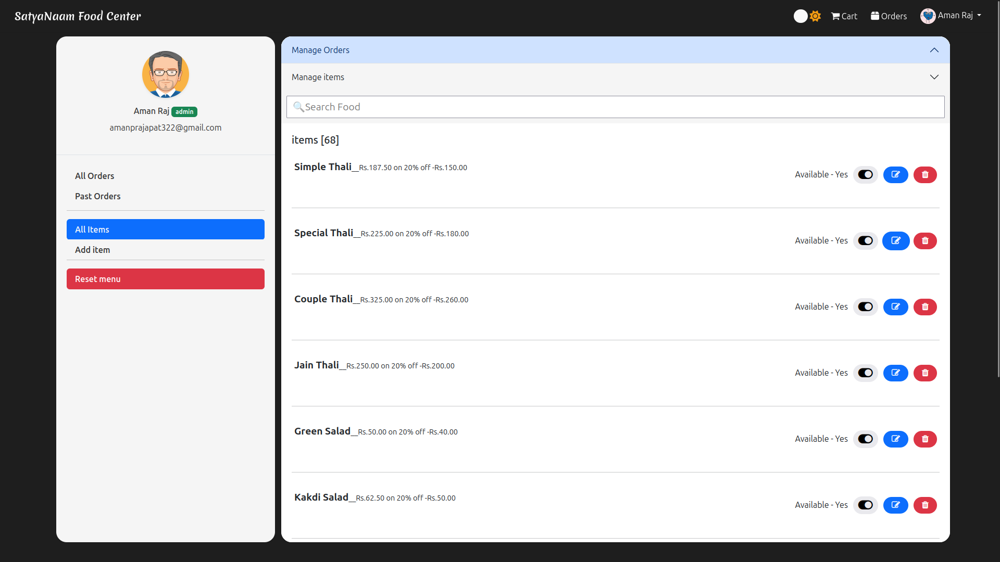 SatyaNaam Food Center
Cart
Orders
Aman Raj
Aman Raj admin
amanprajapat322@gmail.com
All Orders
Past Orders
All Items
Add item
Reset menu
Manage Orders
Manage items
Search Food
items [68]
Simple Thali__Rs.187.50 on 20% off -Rs.150.00
Available - Yes
Special Thali__Rs.225.00 on 20% off -Rs.180.00
Available - Yes
Couple Thali__Rs.325.00 on 20% off -Rs.260.00
Available - Yes
Jain Thali__Rs.250.00 on 20% off -Rs.200.00
Available - Yes
Green Salad__Rs.50.00 on 20% off -Rs.40.00
Available - Yes
Kakdi Salad__Rs.62.50 on 20% off -Rs.50.00
Available - Yes